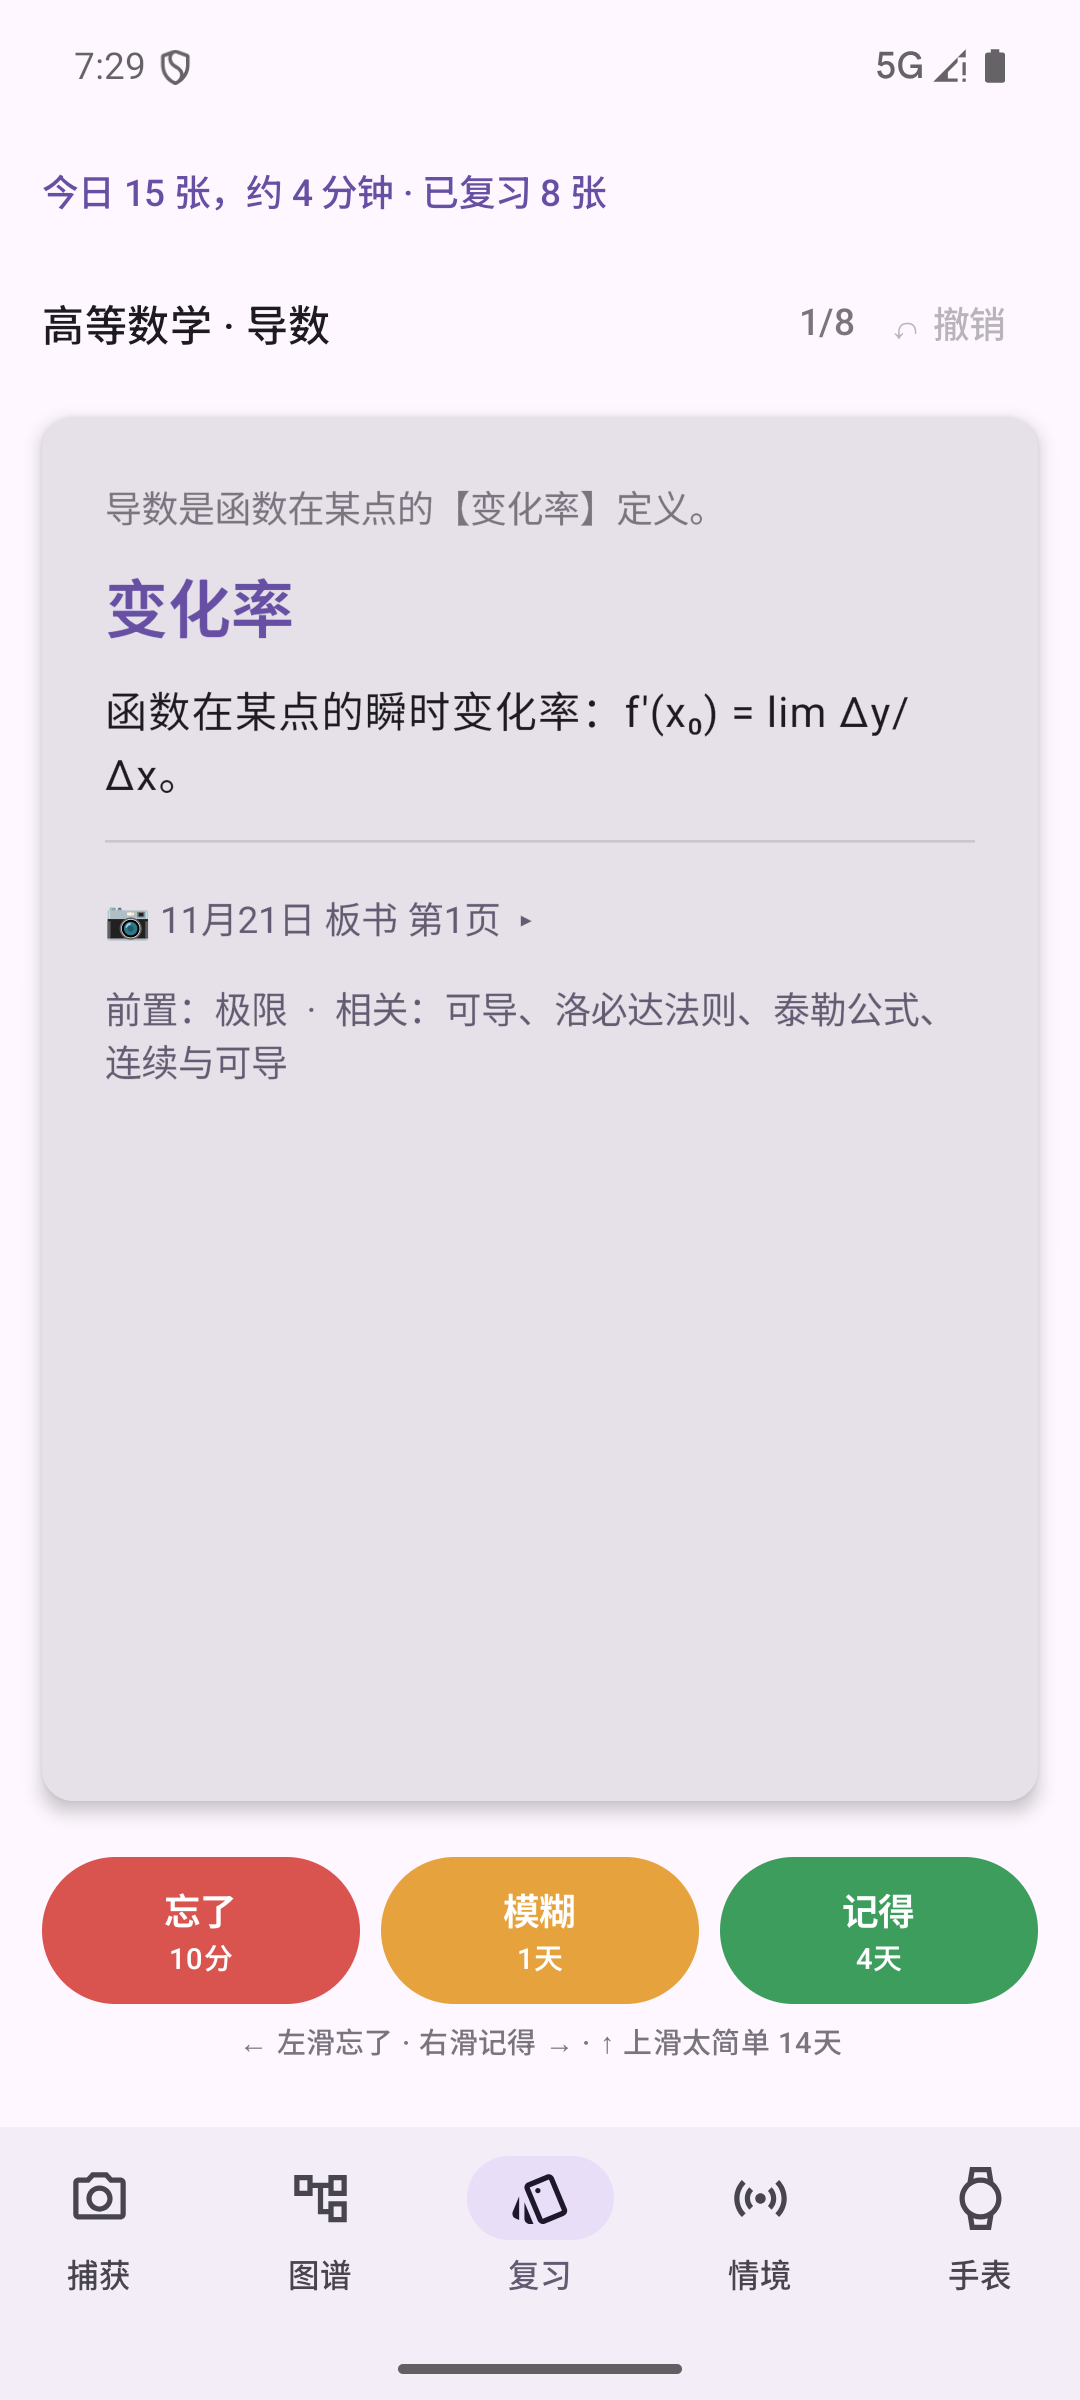 7:29
5G
今日 15 张，约 4 分钟 · 已复习 8 张
高等数学 · 导数
1/8
撤销
导数是函数在某点的【变化率】定义。
变化率
函数在某点的瞬时变化率：f'(x₀) = lim Δy/
Δx。
11月21日 板书 第1页 ▸
前置：极限 · 相关：可导、洛必达法则、泰勒公式、
连续与可导
忘了
10分
模糊
1天
记得
4天
← 左滑忘了 · 右滑记得 → · ↑ 上滑太简单 14天
捕获
图谱
复习
情境
手表